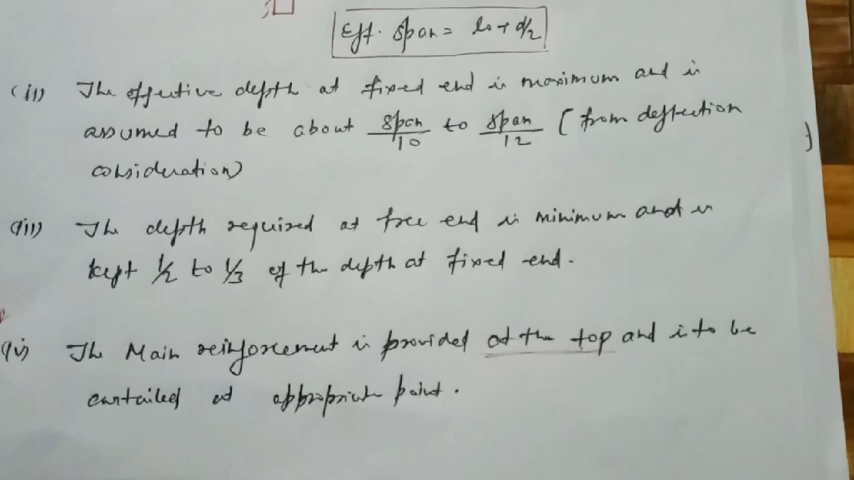 Eff. span = lo + d/2
(ii) The effective depth at fixed end is maximum and is
assumed to be about span/10 to span/12 [from deflection
consideration]
(iii) The depth required at free end is minimum and is
kept 1/2 to 1/3 of the depth at fixed end.
(iv) The Main reinforcement is provided at the top and is to be
curtailed at appropriate point.